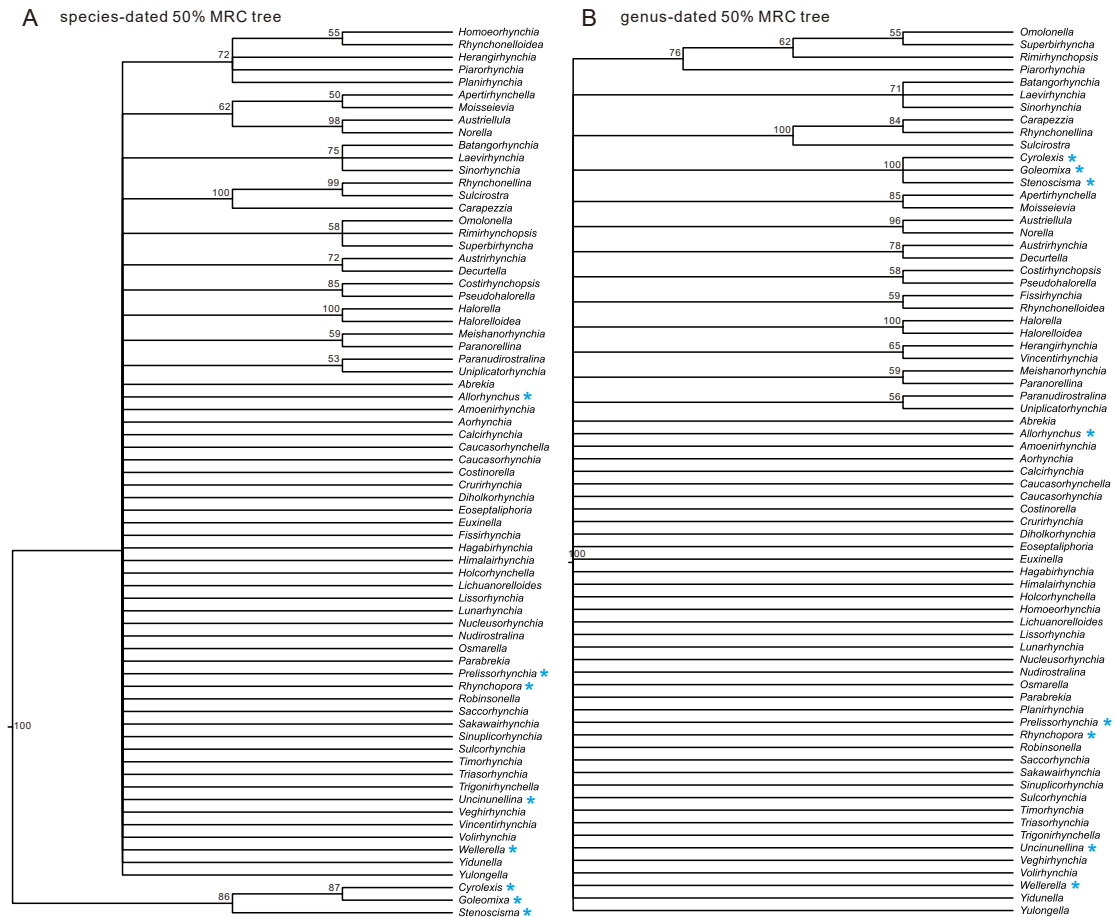 A species-dated 50% MRC tree
55
72
50
62
98
75
99
100
58
72
85
100
59
53
100
87
86
Homoeorhynchia
Rhynchonelloidea
Herangirhynchia
Piarorhynchia
Planirhynchia
Apertirhynchella
Moisseievia
Austriellula
Norella
Batangorhynchia
Laevirhynchia
Sinorhynchia
Rhynchonellina
Sulcirostra
Carapezzia
Omolonella
Rimirhynchopsis
Superbirhyncha
Austrirhynchia
Decurtella
Costirhynchopsis
Pseudohalorella
Halorella
Halorelloidea
Meishanorhynchia
Paranorellina
Paranudirostralina
Uniplicatorhynchia
Abrekia
Allorhynchus *
Amoenirhynchia
Aorhynchia
Calcirhynchia
Caucasorhynchella
Caucasorhynchia
Costinorella
Crurirhynchia
Diholkorhynchia
Eoseptaliphoria
Euxinella
Fissirhynchia
Hagabirhynchia
Himalairhynchia
Holcorhynchella
Lichuanorelloides
Lissorhynchia
Lunarhynchia
Nucleusorhynchia
Nudirostralina
Osmarella
Parabrekia
Prelissorhynchia *
Rhynchopora *
Robinsonella
Saccorhynchia
Sakawairhynchia
Sinuplicorhynchia
Sulcorhynchia
Timorhynchia
Triasorhynchia
Trigonirhynchella
Uncinunellina *
Veghirhynchia
Vincentirhynchia
Volirhynchia
Wellerella *
Yidunella
Yulongella
Cyrolexis *
Goleomixa *
Stenoscisma *
B genus-dated 50% MRC tree
55
62
76
71
84
100
100
85
96
78
58
59
100
65
59
56
100
Omolonella
Superbirhyncha
Rimirhynchopsis
Piarorhynchia
Batangorhynchia
Laevirhynchia
Sinorhynchia
Carapezzia
Rhynchonellina
Sulcirostra
Cyrolexis *
Goleomixa *
Stenoscisma *
Apertirhynchella
Moisseievia
Austriellula
Norella
Austrirhynchia
Decurtella
Costirhynchopsis
Pseudohalorella
Fissirhynchia
Rhynchonelloidea
Halorella
Halorelloidea
Herangirhynchia
Vincentirhynchia
Meishanorhynchia
Paranorellina
Paranudirostralina
Uniplicatorhynchia
Abrekia
Allorhynchus *
Amoenirhynchia
Aorhynchia
Calcirhynchia
Caucasorhynchella
Caucasorhynchia
Costinorella
Crurirhynchia
Diholkorhynchia
Eoseptaliphoria
Euxinella
Hagabirhynchia
Himalairhynchia
Holcorhynchella
Homoeorhynchia
Lichuanorelloides
Lissorhynchia
Lunarhynchia
Nucleusorhynchia
Nudirostralina
Osmarella
Parabrekia
Planirhynchia
Prelissorhynchia *
Rhynchopora *
Robinsonella
Saccorhynchia
Sakawairhynchia
Sinuplicorhynchia
Sulcorhynchia
Timorhynchia
Triasorhynchia
Trigonirhynchella
Uncinunellina *
Veghirhynchia
Volirhynchia
Wellerella *
Yidunella
Yulongella